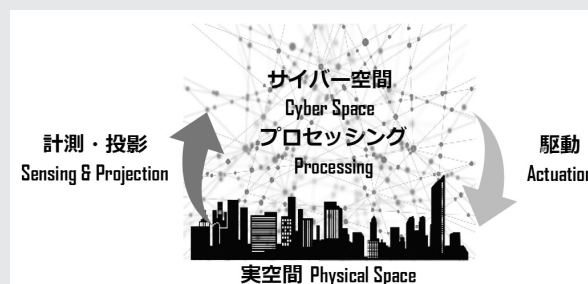 サイバー空間
Cyber Space
プロセッシング
Processing
計測・投影
Sensing & Projection
駆動
Actuation
実空間 Physical Space